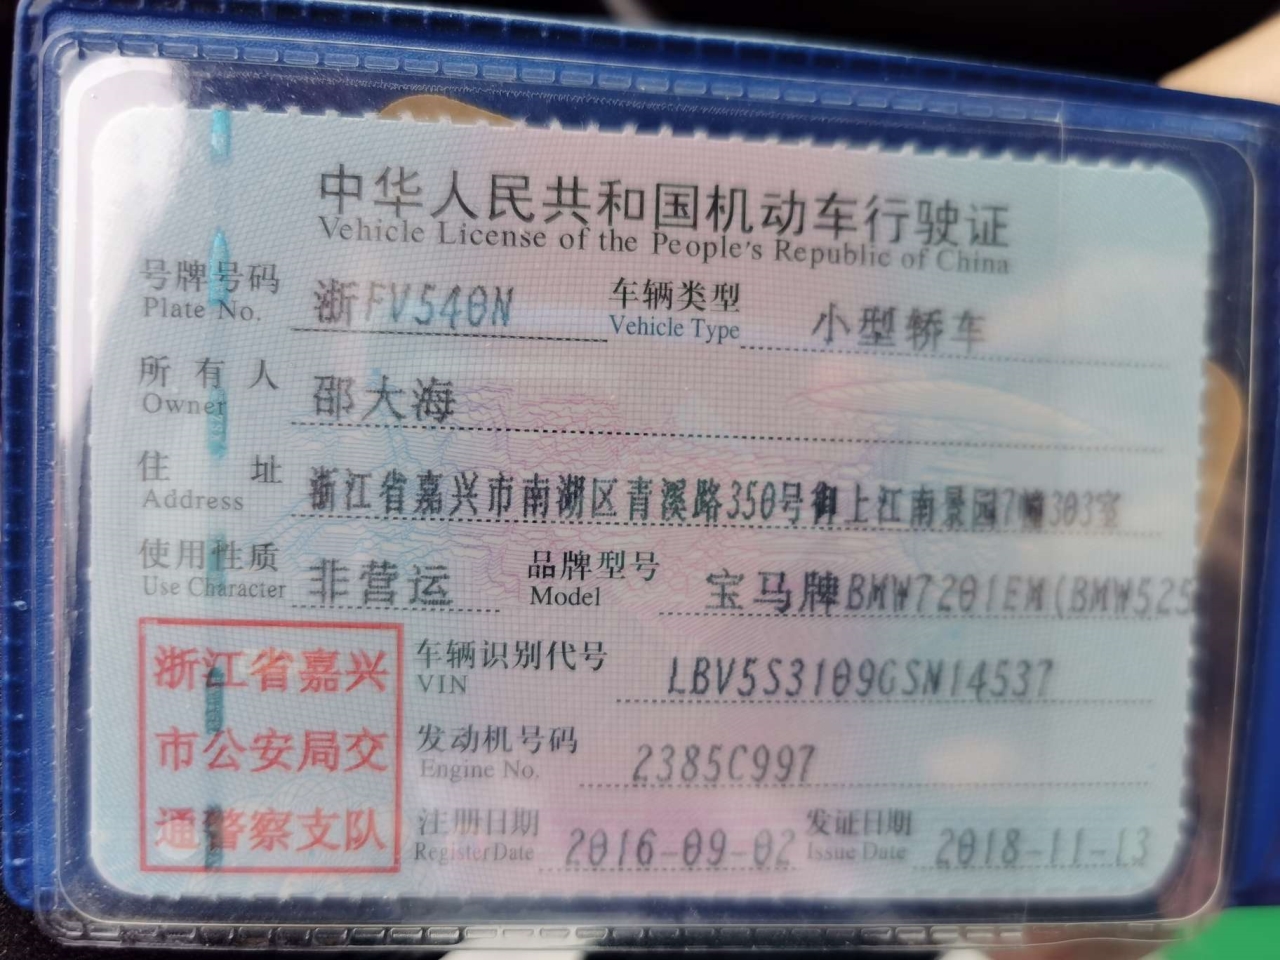 中华人民共和国机动车行驶证
Vehicle License of the People's Republic of China
号牌号码 浙FV540N 车辆类型 小型轿车
Plate No. Vehicle Type
所有人 邵大海
Owner
住址 浙江省嘉兴市南湖区青溪路350号御上江南景园7幢303室
Address
使用性质 非营运 品牌型号 宝马牌BMW7201EM(BMW525
Use Character Model
浙江省嘉兴
市公安局交
通警察支队
车辆识别代号 LBV5S3109GSN14537
VIN
发动机号码 2385C997
Engine No.
注册日期 2016-09-02 发证日期 2018-11-13
Register Date Issue Date